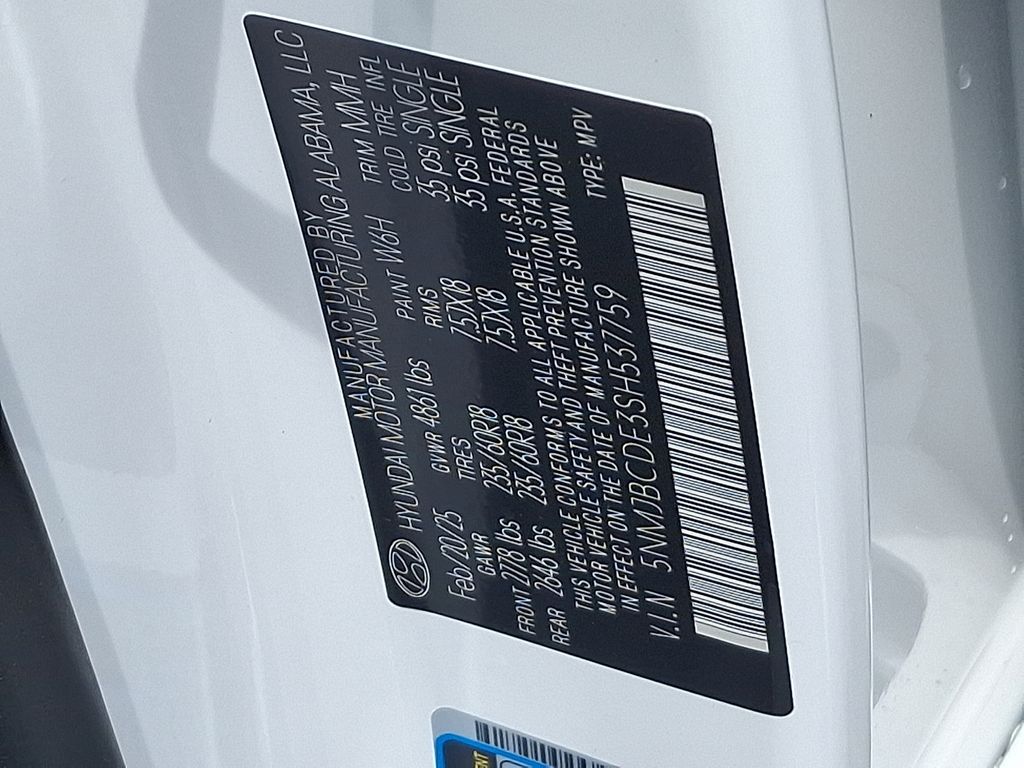 MANUFACTURED BY
HYUNDAI MOTOR MANUFACTURING ALABAMA, LLC
Feb/20/25 GVWR 4861 lbs PAINT W6H TRIM MMH
GAWR TIRES RIMS COLD TIRE INFL
FRONT 2778 lbs 235/60R18 7.5JX18 35 psi SINGLE
REAR 2646 lbs 235/60R18 7.5JX18 35 psi SINGLE
THIS VEHICLE CONFORMS TO ALL APPLICABLE U.S.A. FEDERAL
MOTOR VEHICLE SAFETY AND THEFT PREVENTION STANDARDS
IN EFFECT ON THE DATE OF MANUFACTURE SHOWN ABOVE
V.I.N 5NMJBCDE3SH537759 TYPE: MPV